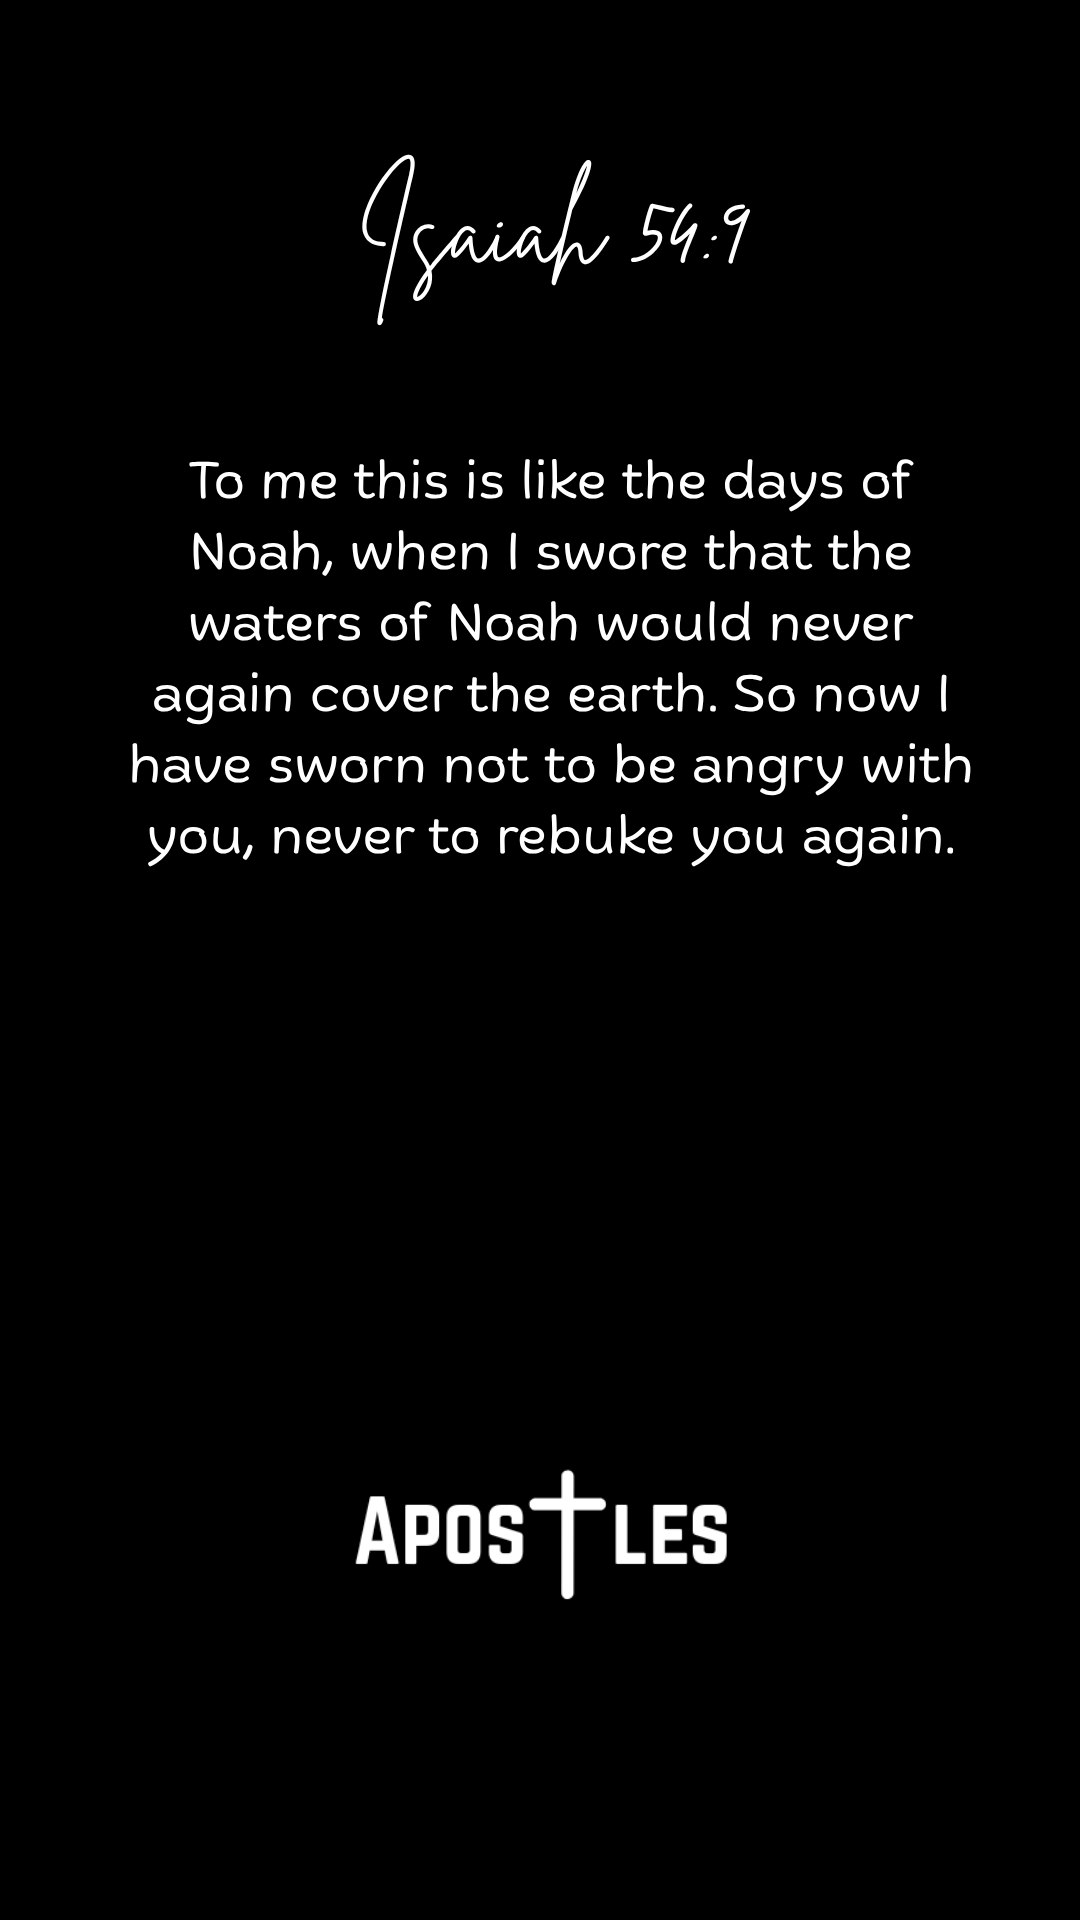 Isaiah 54:9
To me this is like the days of
Noah, when I swore that the
waters of Noah would never
again cover the earth. So now I
have sworn not to be angry with
you, never to rebuke you again.
APOSTLES